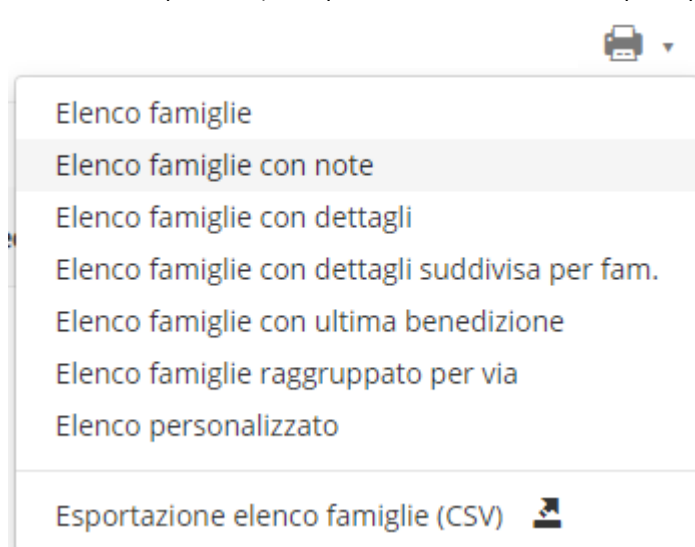 Elenco famiglie
Elenco famiglie con note
Elenco famiglie con dettagli
Elenco famiglie con dettagli suddivisa per fam.
Elenco famiglie con ultima benedizione
Elenco famiglie raggruppato per via
Elenco personalizzato
Esportazione elenco famiglie (CSV)